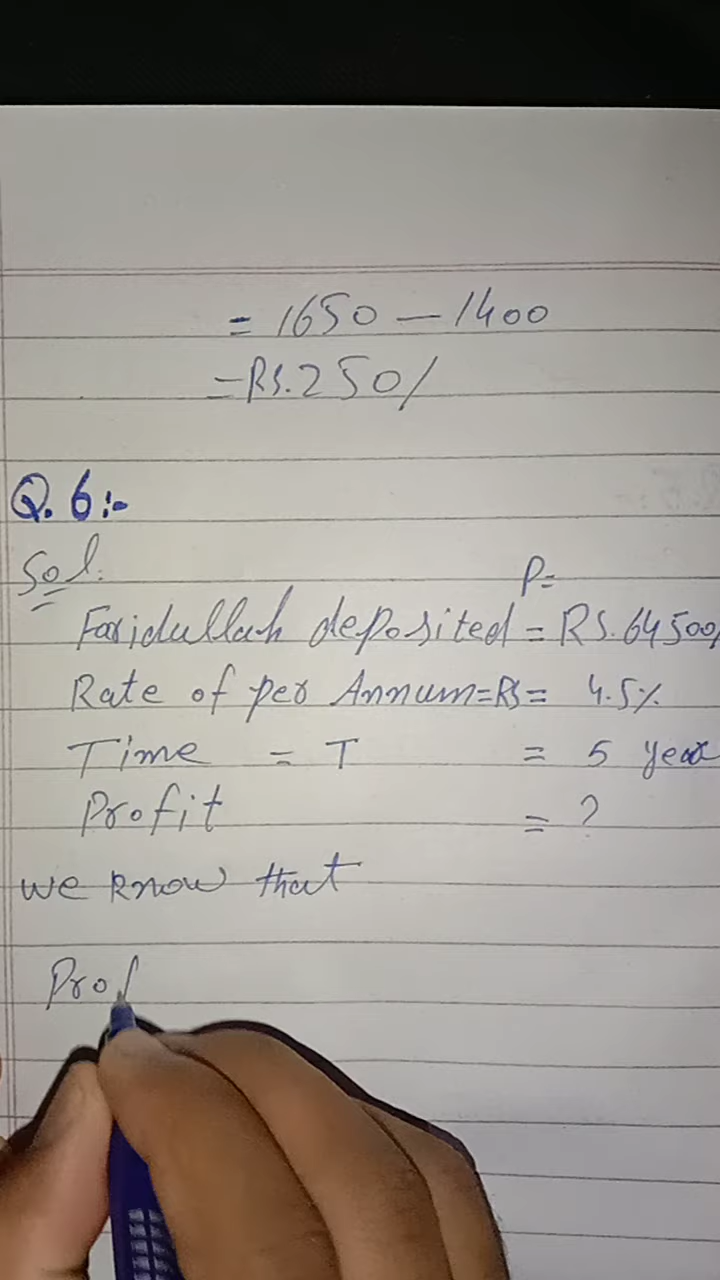 = 1650 — 1400
= Rs. 250/
Q. 6:-
Sol.
P=
Faridullah deposited = Rs. 64500/
Rate of per Annum = R = 4.5%
Time = T = 5 year
Profit = ?
we know that
Prof